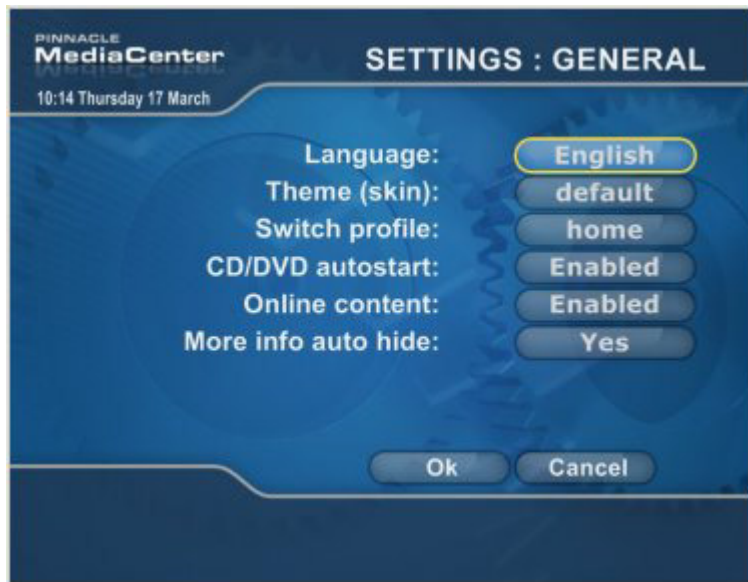 PINNACLE
MediaCenter
SETTINGS : GENERAL
10:14 Thursday 17 March
Language: English
Theme (skin): default
Switch profile: home
CD/DVD autostart: Enabled
Online content: Enabled
More info auto hide: Yes
Ok Cancel